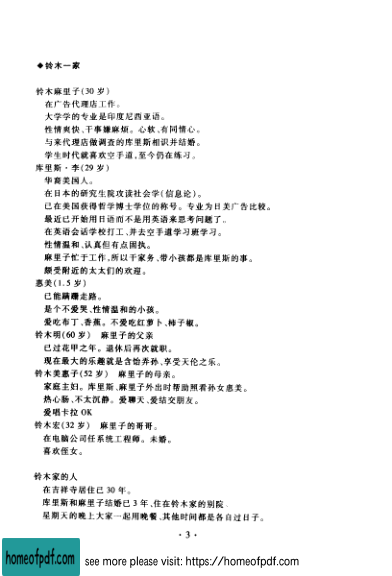 ◆铃木一家
铃木麻里子(30岁)
在广告代理店工作。
大学学的专业是印度尼西亚语。
性情爽快、干事嫌麻烦。心软、有同情心。
与来代理店做调查的库里斯相识并结婚。
学生时代就喜欢空手道,至今仍在练习。
库里斯·李(29岁)
华裔美国人。
在日本的研究生院攻读社会学(信息论)。
已在美国获得哲学博士学位的称号。专业为日美广告比较。
最近已开始用日语而不是用英语来思考问题了。
在英语会话学校打工、并去空手道学习班学习。
性情温和、认真但有点固执。
麻里子忙于工作,所以干家务、带小孩都是库里斯的事。
颇受附近的太太们的欢迎。
惠美(1.5岁)
已能蹒跚走路。
是个不爱哭、性情温和的小孩。
爱吃布丁、香蕉。不爱吃红萝卜、柿子椒。
铃木明(60岁) 麻里子的父亲
已过花甲之年。退休后再次就职。
现在最大的乐趣就是含饴弄孙、享受天伦之乐。
铃木美惠子(52岁) 麻里子的母亲。
家庭主妇。库里斯、麻里子外出时帮助照看孙女惠美。
热心肠、不太沉静。爱聊天、爱结交朋友。
爱唱卡拉OK
铃木宏(32岁) 麻里子的哥哥。
在电脑公司任系统工程师。未婚。
喜欢侄女。
铃木家的人
在吉祥寺居住已30年。
库里斯和麻里子结婚已3年,住在铃木家的别院.
星期天的晚上大家一起用晚餐、其他时间都是各自过日子。
·3·
homeofpdf.com
see more please visit: https://homeofpdf.com